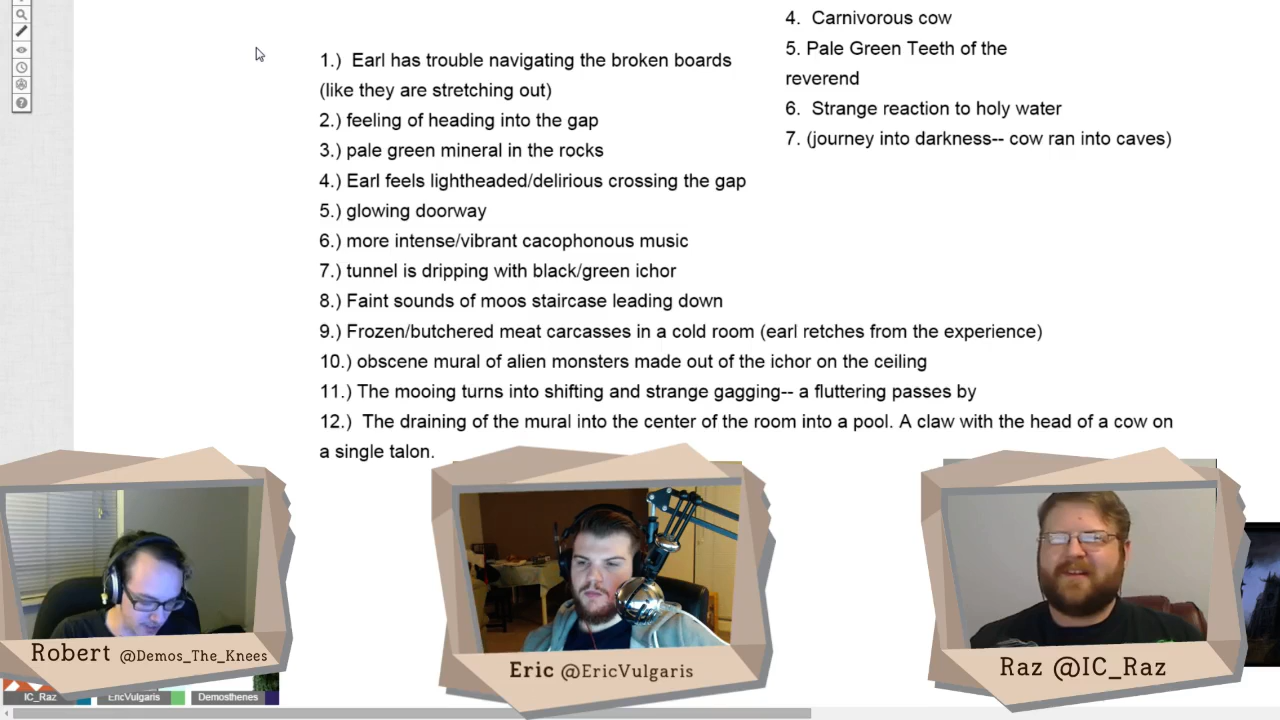 4. Carnivorous cow
5. Pale Green Teeth of the
reverend
6. Strange reaction to holy water
7. (journey into darkness-- cow ran into caves)
1.) Earl has trouble navigating the broken boards
(like they are stretching out)
2.) feeling of heading into the gap
3.) pale green mineral in the rocks
4.) Earl feels lightheaded/delirious crossing the gap
5.) glowing doorway
6.) more intense/vibrant cacophonous music
7.) tunnel is dripping with black/green ichor
8.) Faint sounds of moos staircase leading down
9.) Frozen/butchered meat carcasses in a cold room (earl retches from the experience)
10.) obscene mural of alien monsters made out of the ichor on the ceiling
11.) The mooing turns into shifting and strange gagging-- a fluttering passes by
12.) The draining of the mural into the center of the room into a pool. A claw with the head of a cow on
a single talon.
Robert @Demos_The_Knees
Eric @EricVulgaris
Raz @IC_Raz
IC_Raz
EricVulgaris
Demosthenes